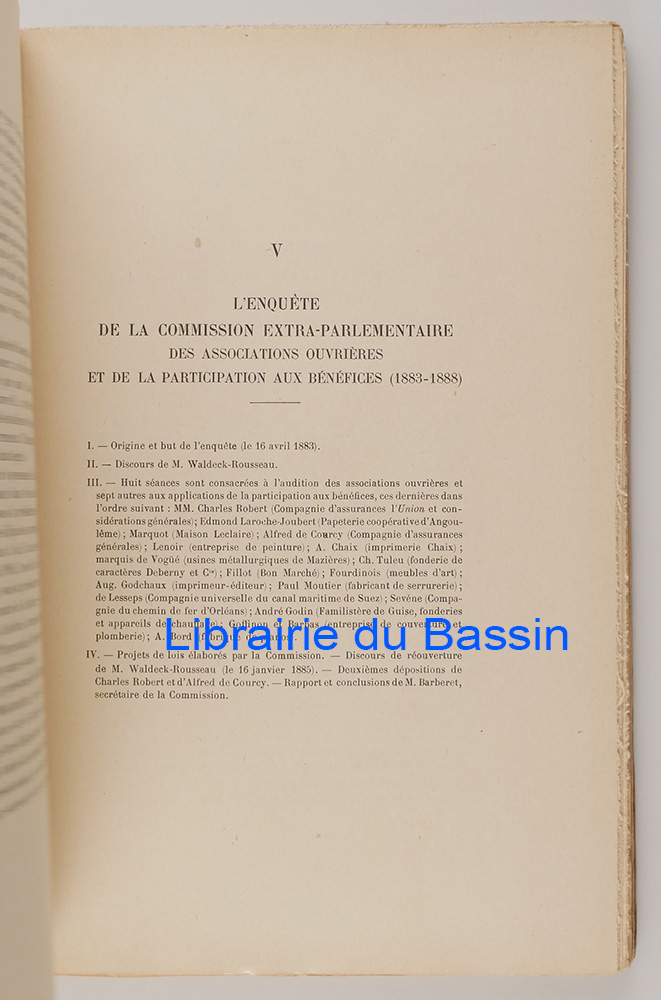 V
L'ENQUÊTE
DE LA COMMISSION EXTRA-PARLEMENTAIRE
DES ASSOCIATIONS OUVRIÈRES
ET DE LA PARTICIPATION AUX BÉNÉFICES (1883-1888)
I. — Origine et but de l'enquête (le 16 avril 1883).
II. — Discours de M. Waldeck-Rousseau.
III. — Huit séances sont consacrées à l'audition des associations ouvrières et
sept autres aux applications de la participation aux bénéfices, ces dernières dans
l'ordre suivant : MM. Charles Robert (Compagnie d'assurances l'Union et con-
sidérations générales); Edmond Laroche-Joubert (Papeterie coopérative d'Angou-
lême); Marquot (Maison Leclaire); Alfred de Courcy (Compagnie d'assurances
générales); Lenoir (entreprise de peinture); A. Chaix (imprimerie Chaix);
marquis de Vogüé (usines métallurgiques de Mazières); Ch. Tuleu (fonderie de
caractères Deberny et Cie); Fillot (Bon Marché); Fourdinois (meubles d'art);
Aug. Godchaux (imprimeur-éditeur); Paul Moutier (fabricant de serrurerie);
de Lesseps (Compagnie universelle du canal maritime de Suez); Sevène (Compa-
gnie du chemin de fer d'Orléans); André Godin (Familistère de Guise, fonderies
et appareils de chauffage); Goffinon et Barbas (entreprise de couverture et
plomberie); A. Bord (fabrique de pianos).
Librairie du Bassin
IV. — Projets de lois élaborés par la Commission. — Discours de réouverture
de M. Waldeck-Rousseau (le 16 janvier 1885). — Deuxièmes dépositions de
Charles Robert et d'Alfred de Courcy. — Rapport et conclusions de M. Barberet,
secrétaire de la Commission.